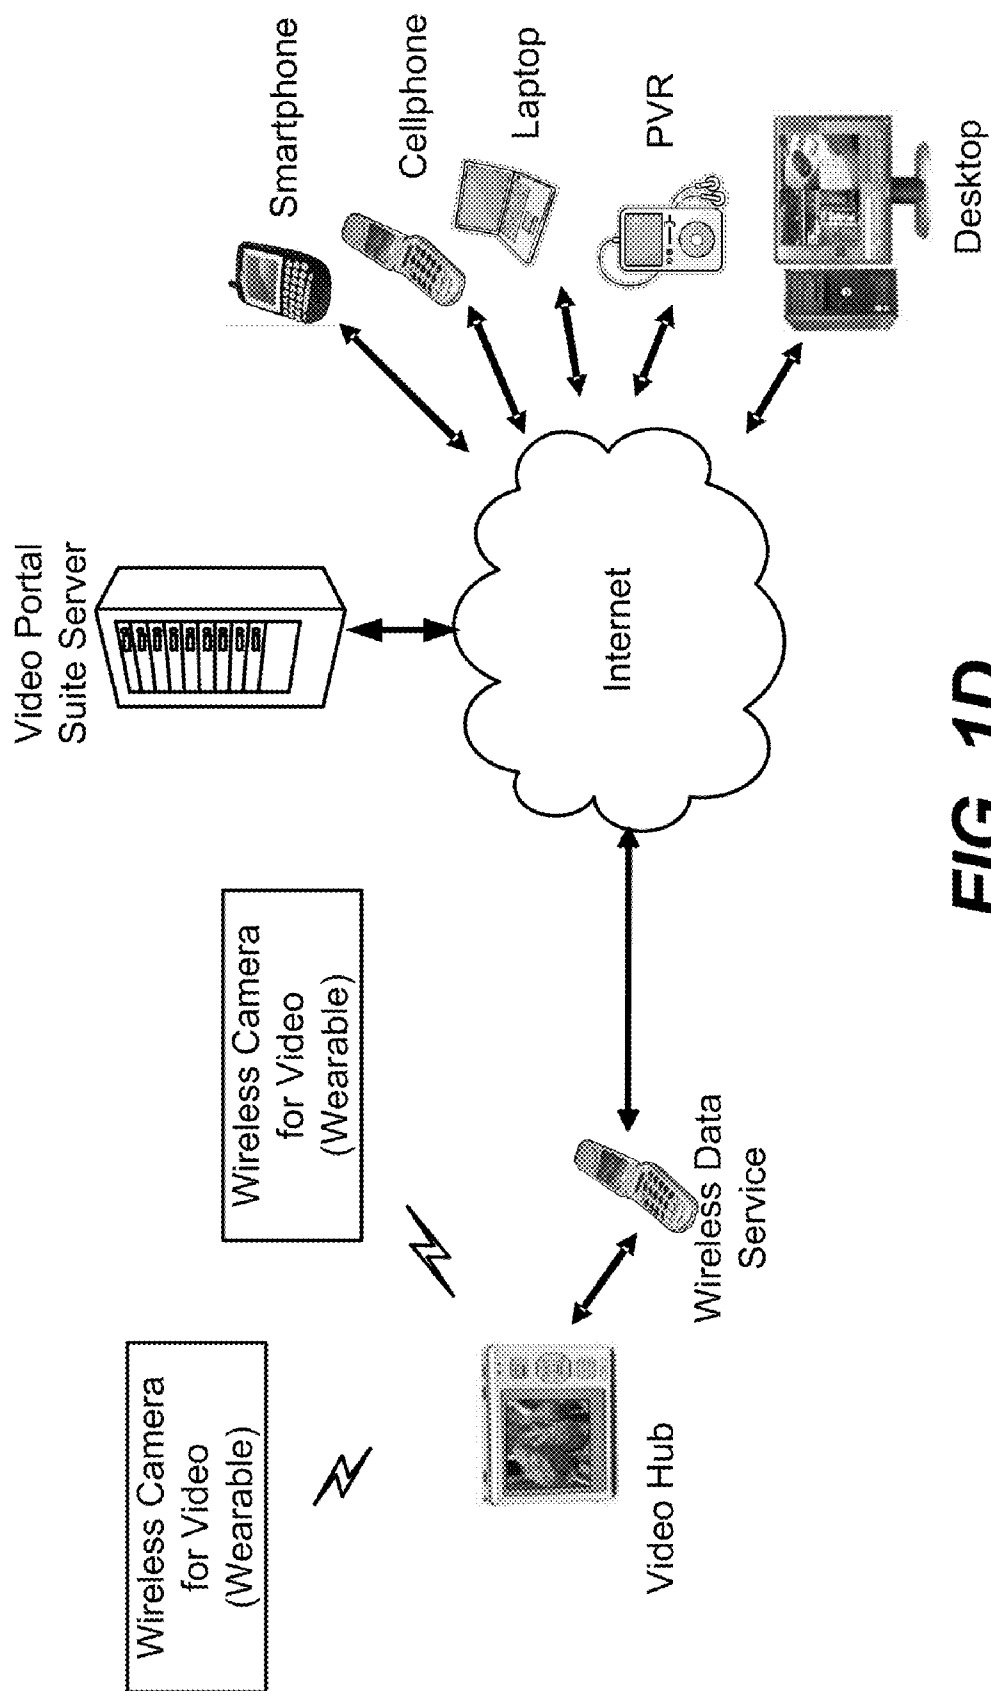 Wireless Camera
for Video
(Wearable)
Wireless Camera
for Video
(Wearable)
Video Portal
Suite Server
Smartphone
Cellphone
Laptop
PVR
Desktop
Internet
Wireless Data
Service
Video Hub
FIG. 1D